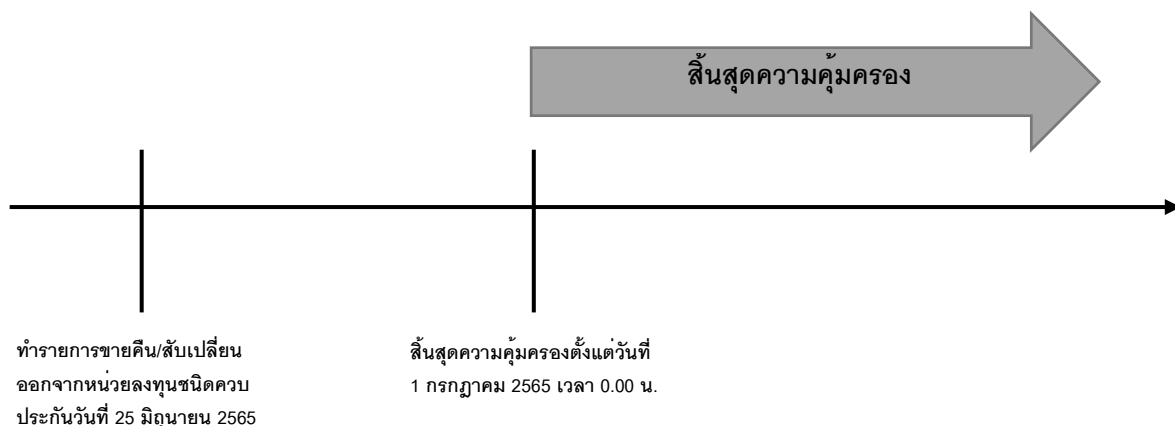 สิ้นสุดความคุ้มครอง
ทำรายการขายคืน/สับเปลี่ยน
ออกจากหน่วยลงทุนชนิดควบ
ประกันวันที่ 25 มิถุนายน 2565
สิ้นสุดความคุ้มครองตั้งแต่วันที่
1 กรกฎาคม 2565 เวลา 0.00 น.